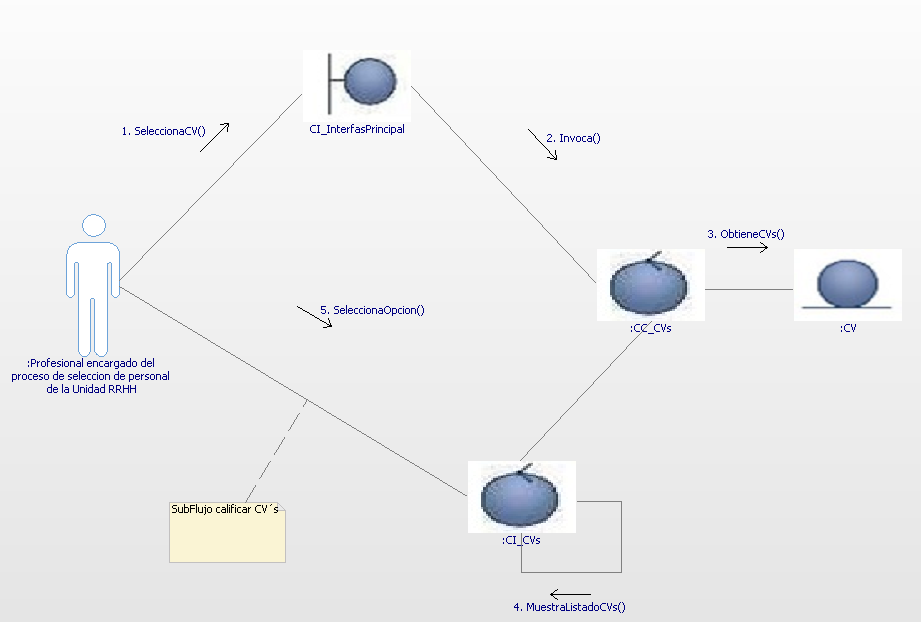 CI_InterfasPrincipal
1. SeleccionaCV()
2. Invoca()
3. ObtieneCVs()
:CC_CVs
:CV
5. SeleccionaOpcion()
:Profesional encargado del
proceso de seleccion de personal
de la Unidad RRHH
SubFlujo calificar CV´s
:CI_CVs
4. MuestraListadoCVs()